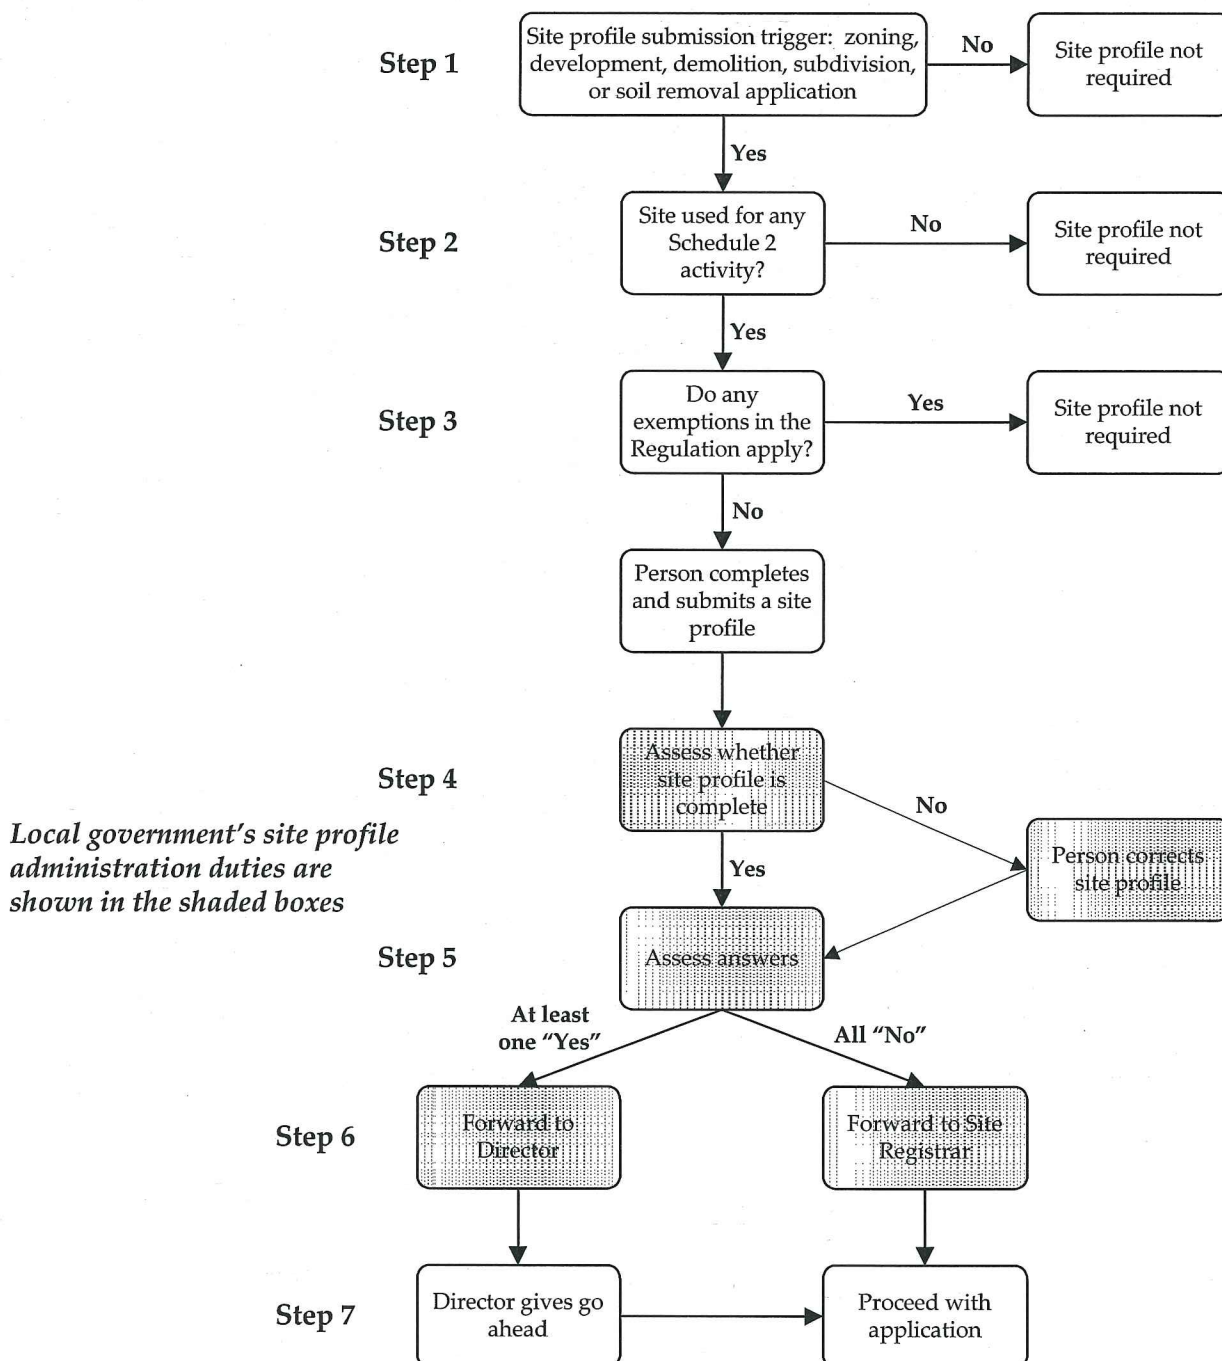 Step 1
Site profile submission trigger: zoning,
development, demolition, subdivision,
or soil removal application
No
Site profile not
required
Yes
Step 2
Site used for any
Schedule 2
activity?
No
Site profile not
required
Yes
Step 3
Do any
exemptions in the
Regulation apply?
Yes
Site profile not
required
No
Person completes
and submits a site
profile
Step 4
Assess whether
site profile is
complete
No
Local government's site profile
administration duties are
shown in the shaded boxes
Yes
Person corrects
site profile
Step 5
Assess answers
At least
one "Yes"
All "No"
Step 6
Forward to
Director
Forward to Site
Registrar
Step 7
Director gives go
ahead
Proceed with
application